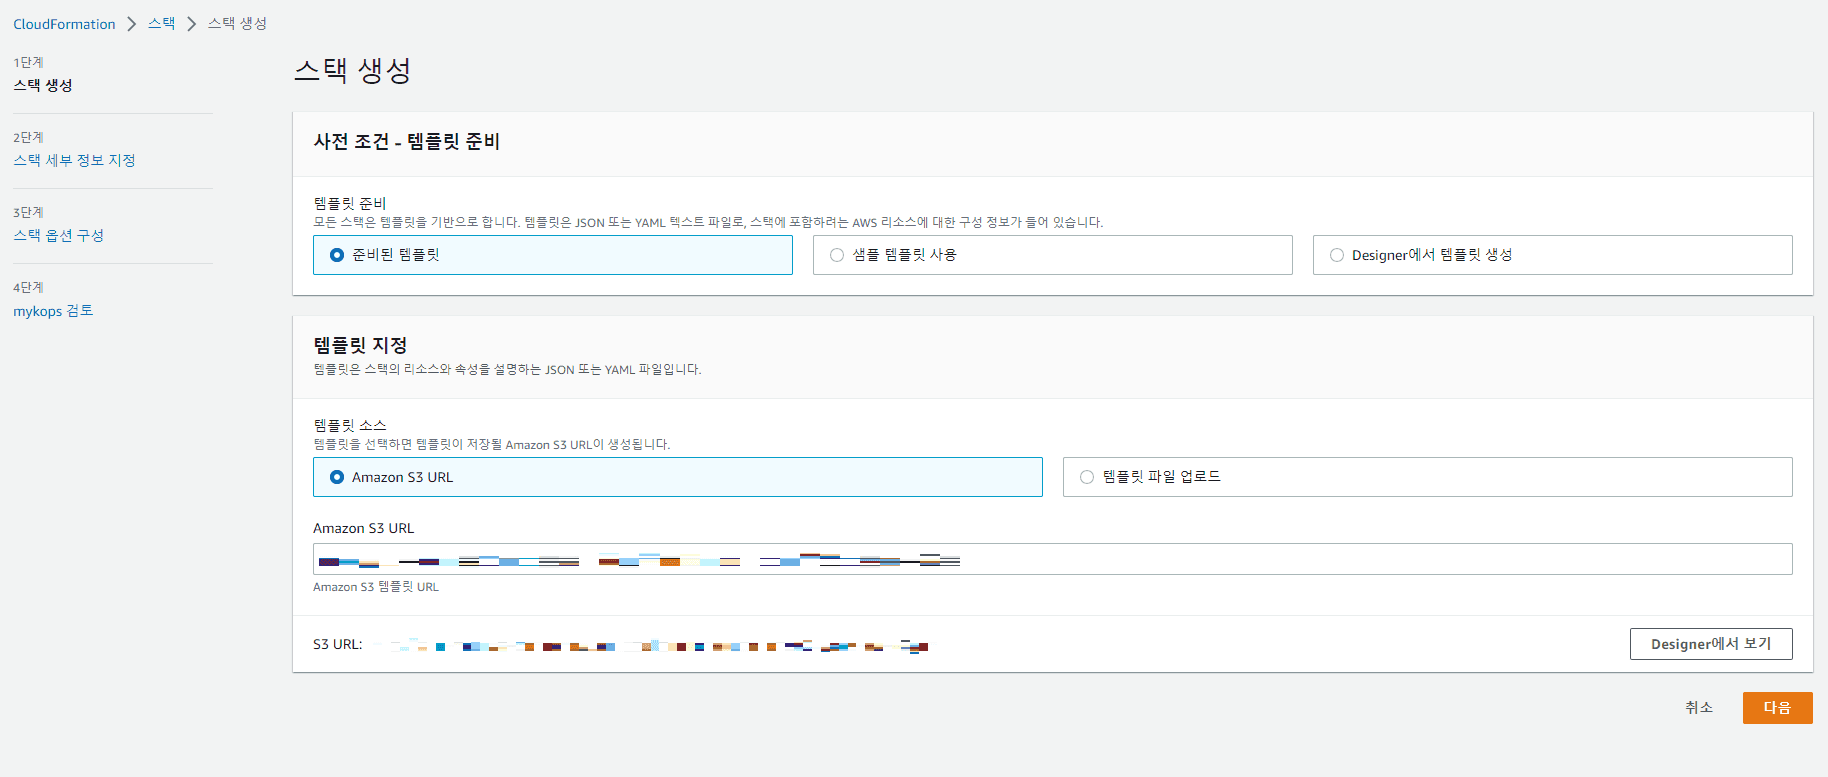 CloudFormation > 스택 > 스택 생성
1단계
스택 생성
2단계
스택 세부 정보 지정
3단계
스택 옵션 구성
4단계
mykops 검토
스택 생성
사전 조건 - 템플릿 준비
템플릿 준비
모든 스택은 템플릿을 기반으로 합니다. 템플릿은 JSON 또는 YAML 텍스트 파일로, 스택에 포함하려는 AWS 리소스에 대한 구성 정보가 들어 있습니다.
준비된 템플릿
샘플 템플릿 사용
Designer에서 템플릿 생성
템플릿 지정
템플릿은 스택의 리소스와 속성을 설명하는 JSON 또는 YAML 파일입니다.
템플릿 소스
템플릿을 선택하면 템플릿이 저장될 Amazon S3 URL이 생성됩니다.
Amazon S3 URL
템플릿 파일 업로드
Amazon S3 URL
Amazon S3 템플릿 URL
S3 URL:
Designer에서 보기
취소
다음